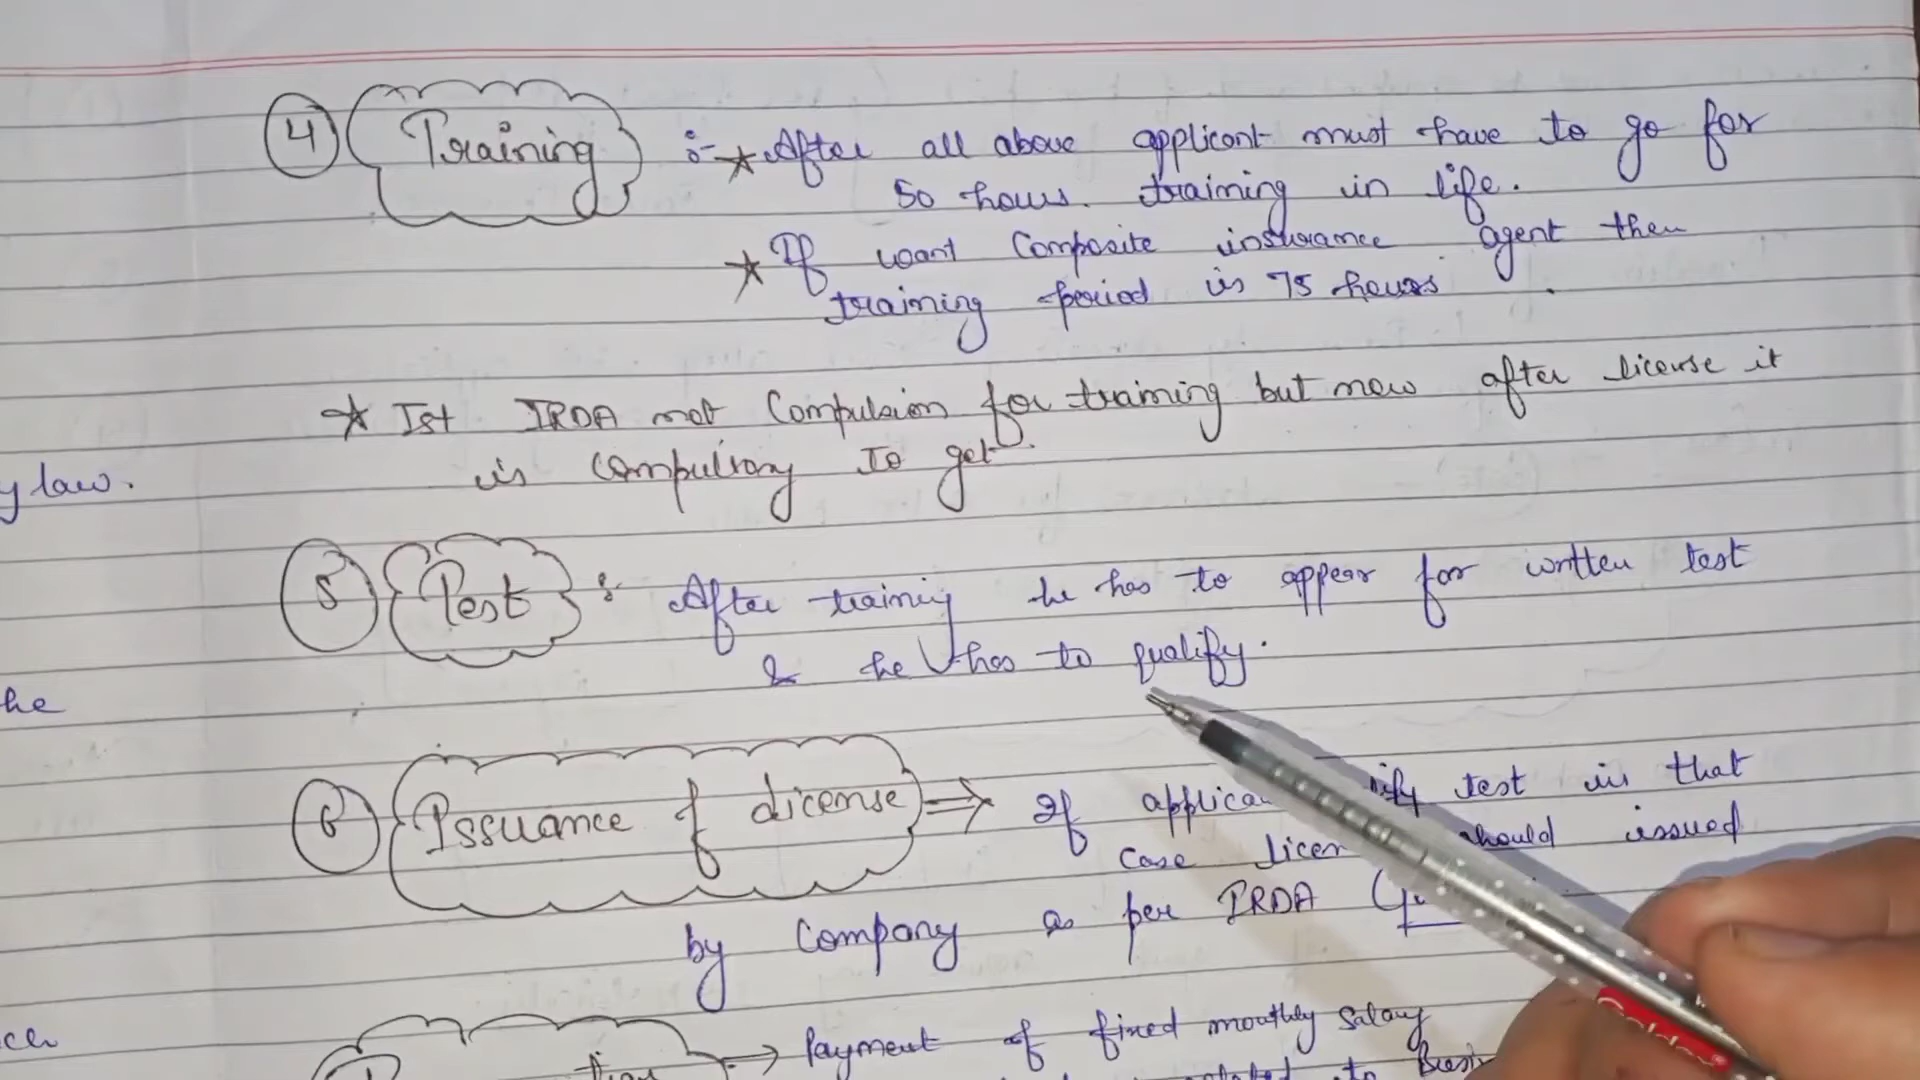 4 Training :- ★ After all above applicant must have to go for
50 hours. training in life.
★ If want Composite insurance agent then
training period is 75 hours.
★ Ist IRDA not Compulsion for training but now after license it
is Compulsory To get.
y law.
5 Test :- After training he has to appear for written test
& he has to qualify.
he
6 Issuance of License ⇒ If test in that
case should issued
by Company as per IRDA
⇒ Payment of fixed monthly salary
to